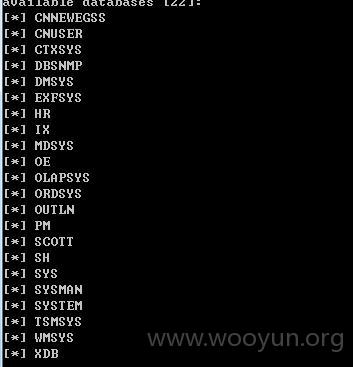 available databases [22]:
[*] CNNEWEGSS
[*] CNUSER
[*] CTXSYS
[*] DBSNMP
[*] DMSYS
[*] EXFSYS
[*] HR
[*] IX
[*] MDSYS
[*] OE
[*] OLAPSYS
[*] ORDSYS
[*] OUTLN
[*] PM
[*] SCOTT
[*] SH
[*] SYS
[*] SYSMAN
[*] SYSTEM
[*] TSMSYS
[*] WMSYS
[*] XDB
www.wooyun.org